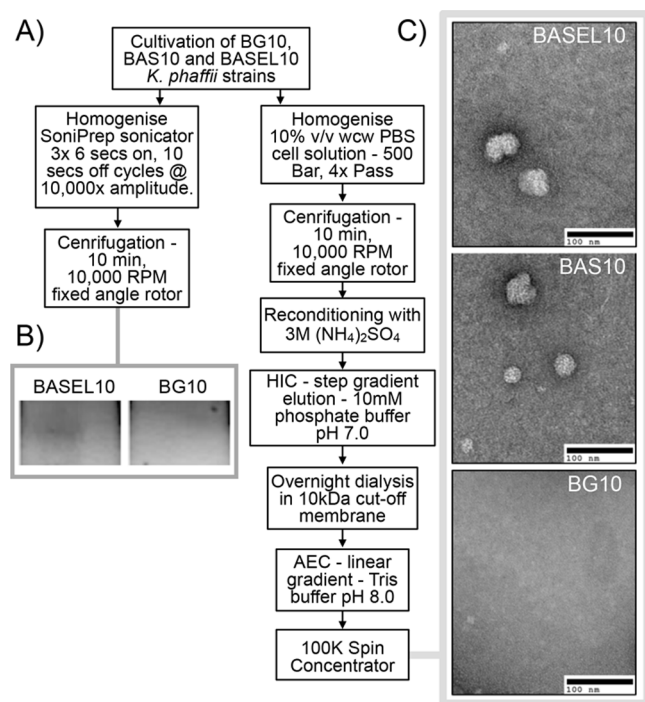 A)
Cultivation of BG10,
BAS10 and BASEL10
K. phaffii strains
Homogenise
SoniPrep sonicator
3x 6 secs on, 10
secs off cycles @
10,000x amplitude.
Cenrifugation -
10 min,
10,000 RPM
fixed angle rotor
Homogenise
10% v/v wcw PBS
cell solution - 500
Bar, 4x Pass
Cenrifugation -
10 min,
10,000 RPM
fixed angle rotor
Reconditioning with
3M (NH₄)₂SO₄
HIC - step gradient
elution - 10mM
phosphate buffer
pH 7.0
Overnight dialysis
in 10kDa cut-off
membrane
AEC - linear
gradient - Tris
buffer pH 8.0
100K Spin
Concentrator
B)
BASEL10 BG10
C)
BASEL10
100 nm
BAS10
100 nm
BG10
100 nm